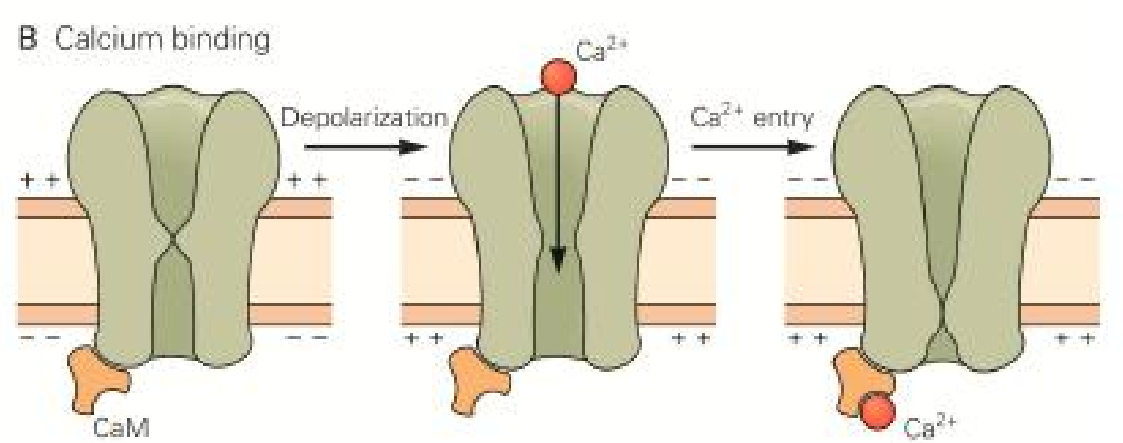 B Calcium binding
Ca²⁺
Depolarization
Ca²⁺ entry
+ +
+ +
– –
– –
– –
– –
– –
– –
+ +
+ +
+ +
+ +
CaM
Ca²⁺